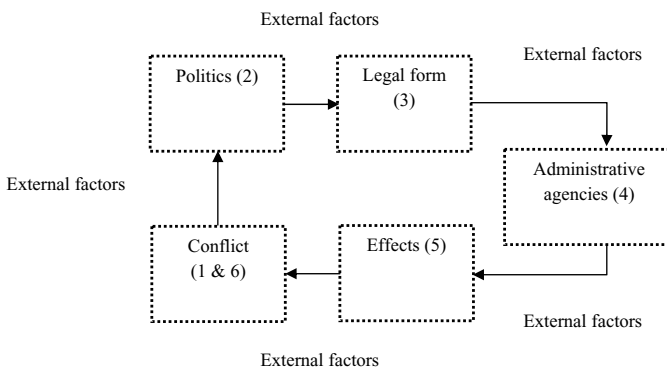 External factors
External factors
Politics (2)
Legal form
(3)
Administrative
agencies (4)
External factors
Conflict
(1 & 6)
Effects (5)
External factors
External factors